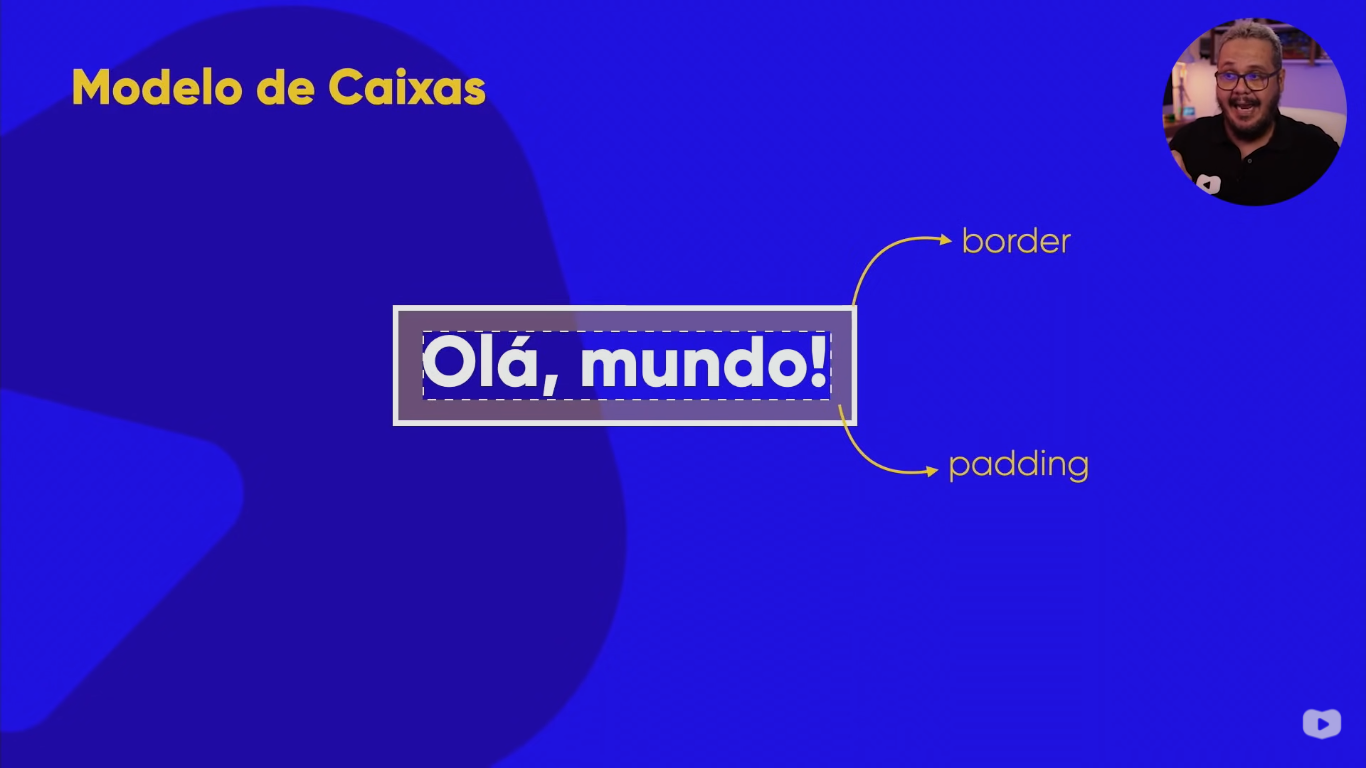 Modelo de Caixas
border
Olá, mundo!
padding